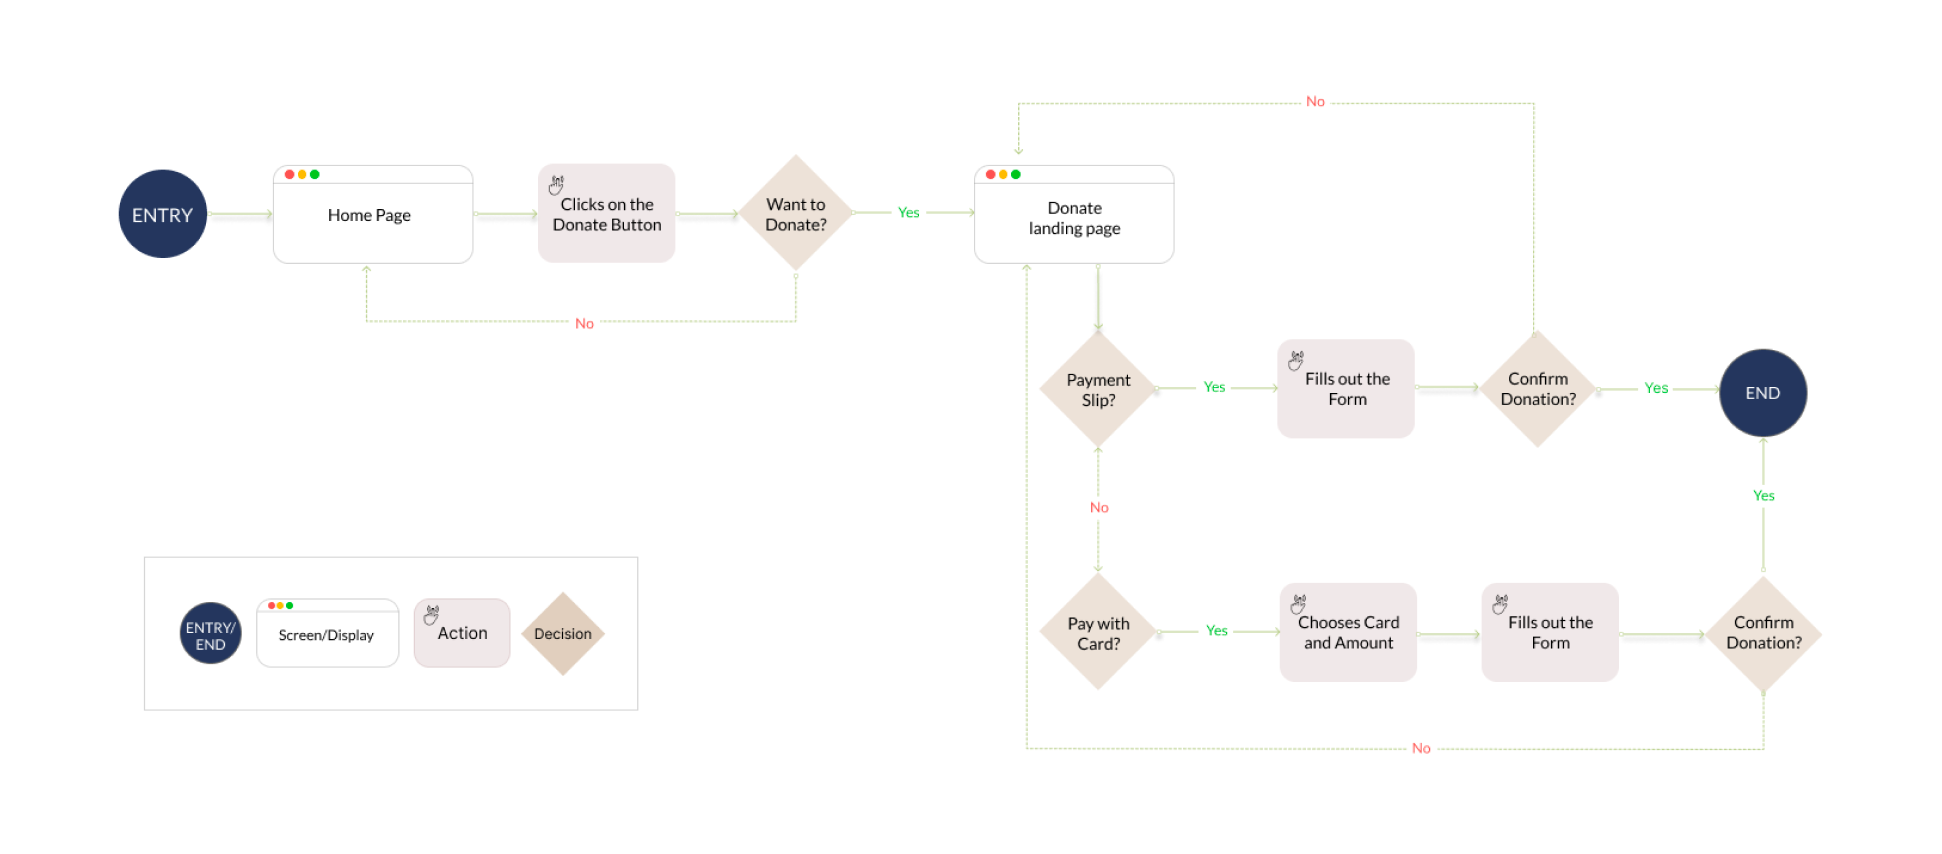 No
ENTRY
Home Page
Clicks on the
Donate Button
Want to
Donate?
Yes
Donate
landing page
No
Payment
Slip?
Yes
Fills out the
Form
Confirm
Donation?
Yes
END
No
Yes
Pay with
Card?
Yes
Chooses Card
and Amount
Fills out the
Form
Confirm
Donation?
No
ENTRY/
END
Screen/Display
Action
Decision